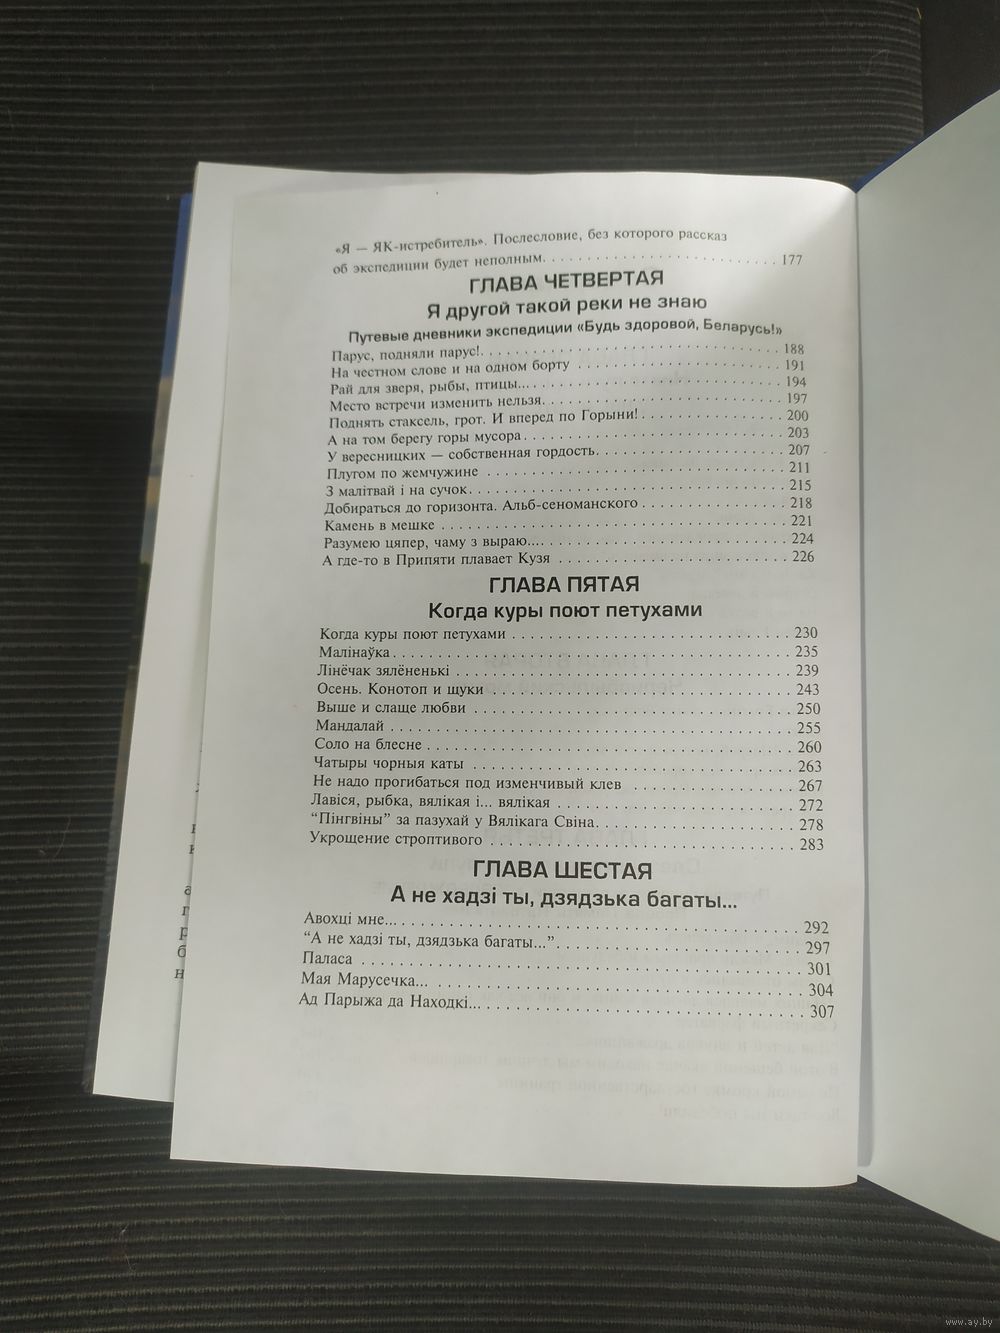 «Я — ЯК-истребитель». Послесловие, без которого рассказ
об экспедиции будет неполным. . . . . . . . . . . . . . . . . . . . . . . . . . 177
ГЛАВА ЧЕТВЕРТАЯ
Я другой такой реки не знаю
Путевые дневники экспедиции «Будь здоровой, Беларусь!»
Парус, подняли парус!. . . . . . . . . . . . . . . . . . . . . . . . . . . . . . . 188
На честном слове и на одном борту . . . . . . . . . . . . . . . . . . . . . 191
Рай для зверя, рыбы, птицы... . . . . . . . . . . . . . . . . . . . . . . . . . . 194
Место встречи изменить нельзя. . . . . . . . . . . . . . . . . . . . . . . . . 197
Поднять стаксель, грот. И вперед по Горыни! . . . . . . . . . . . . . . . 200
А на том берегу горы мусора . . . . . . . . . . . . . . . . . . . . . . . . . . . 203
У вересницких — собственная гордость. . . . . . . . . . . . . . . . . . . . 207
Плутом по жемчужине . . . . . . . . . . . . . . . . . . . . . . . . . . . . . . . 211
З малітвай і на сучок. . . . . . . . . . . . . . . . . . . . . . . . . . . . . . . . . 215
Добираться до горизонта. Альб-сеноманского . . . . . . . . . . . . . . . 218
Камень в мешке . . . . . . . . . . . . . . . . . . . . . . . . . . . . . . . . . . . . 221
Разумею цяпер, чаму з выраю... . . . . . . . . . . . . . . . . . . . . . . . . . 224
А где-то в Припяти плавает Кузя . . . . . . . . . . . . . . . . . . . . . . . . 226
ГЛАВА ПЯТАЯ
Когда куры поют петухами
Когда куры поют петухами . . . . . . . . . . . . . . . . . . . . . . . . . . . . 230
Малінаўка . . . . . . . . . . . . . . . . . . . . . . . . . . . . . . . . . . . . . . . . 235
Лінёчак зялёненькі . . . . . . . . . . . . . . . . . . . . . . . . . . . . . . . . . . 239
Осень. Конотоп и щуки . . . . . . . . . . . . . . . . . . . . . . . . . . . . . . . 243
Выше и слаще любви . . . . . . . . . . . . . . . . . . . . . . . . . . . . . . . . 250
Мандалай . . . . . . . . . . . . . . . . . . . . . . . . . . . . . . . . . . . . . . . . . 255
Соло на блесне . . . . . . . . . . . . . . . . . . . . . . . . . . . . . . . . . . . . . 260
Чатыры чорныя каты . . . . . . . . . . . . . . . . . . . . . . . . . . . . . . . . . 263
Не надо прогибаться под изменчивый клев . . . . . . . . . . . . . . . . . 267
Лавіся, рыбка, вялікая і... вялікая . . . . . . . . . . . . . . . . . . . . . . . . 272
“Пінгвіны” за пазухай у Вялікага Свіна. . . . . . . . . . . . . . . . . . . . . 278
Укрощение строптивого . . . . . . . . . . . . . . . . . . . . . . . . . . . . . . . 283
ГЛАВА ШЕСТАЯ
А не хадзі ты, дзядзька багаты...
Авохці мне... . . . . . . . . . . . . . . . . . . . . . . . . . . . . . . . . . . . . . . . 292
“А не хадзі ты, дзядзька багаты...”. . . . . . . . . . . . . . . . . . . . . . . . 297
Паласа . . . . . . . . . . . . . . . . . . . . . . . . . . . . . . . . . . . . . . . . . . . 301
Мая Марусечка... . . . . . . . . . . . . . . . . . . . . . . . . . . . . . . . . . . . . 304
Ад Парыжа да Находкі... . . . . . . . . . . . . . . . . . . . . . . . . . . . . . . . 307
www.ay.by